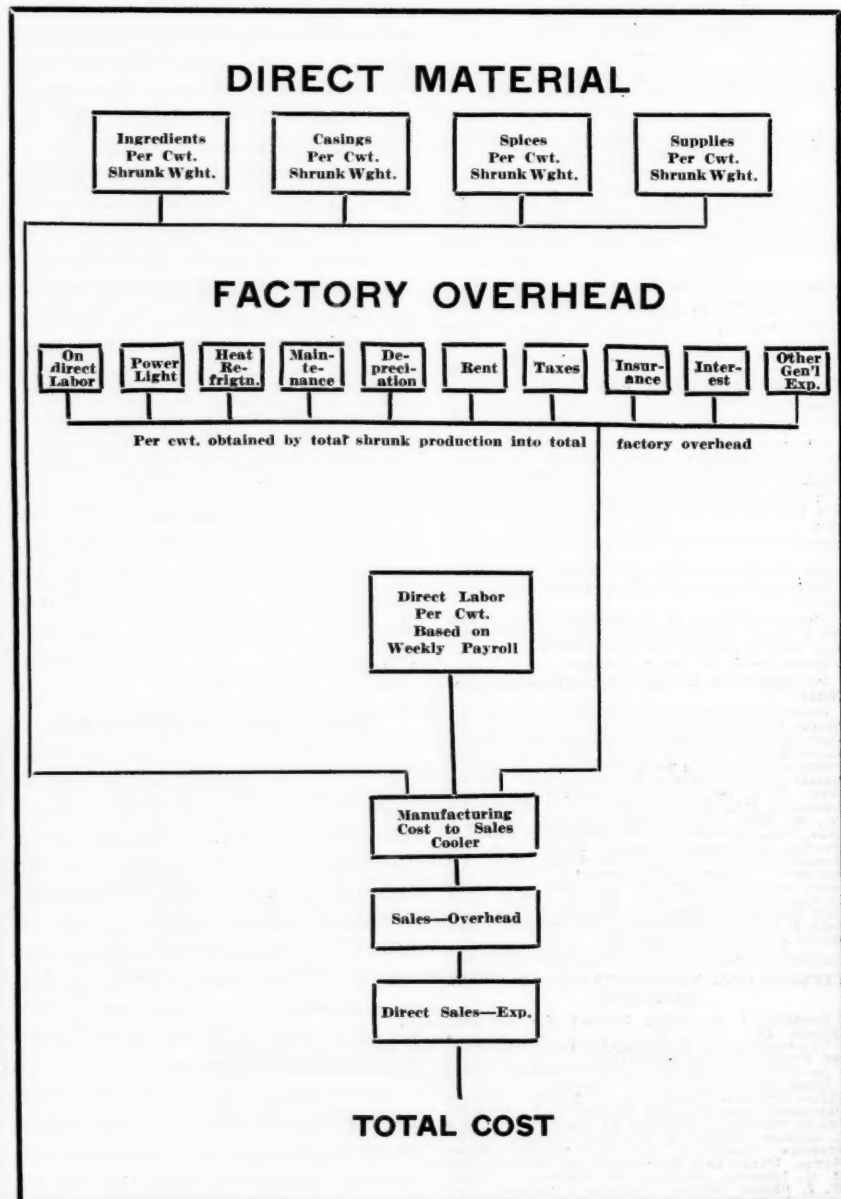 DIRECT MATERIAL
Ingredients
Per Cwt.
Shrunk Wght.
Casings
Per Cwt.
Shrunk Wght.
Spices
Per Cwt.
Shrunk Wght.
Supplies
Per Cwt.
Shrunk Wght.
FACTORY OVERHEAD
On
direct
Labor
Power
Light
Heat
Re-
frigtn.
Main-
te-
nance
De-
preci-
ation
Rent
Taxes
Insur-
ance
Inter-
est
Other
Gen'l
Exp.
Per cwt. obtained by total shrunk production into total factory overhead
Direct Labor
Per Cwt.
Based on
Weekly Payroll
Manufacturing
Cost to Sales
Cooler
Sales—Overhead
Direct Sales—Exp.
TOTAL COST